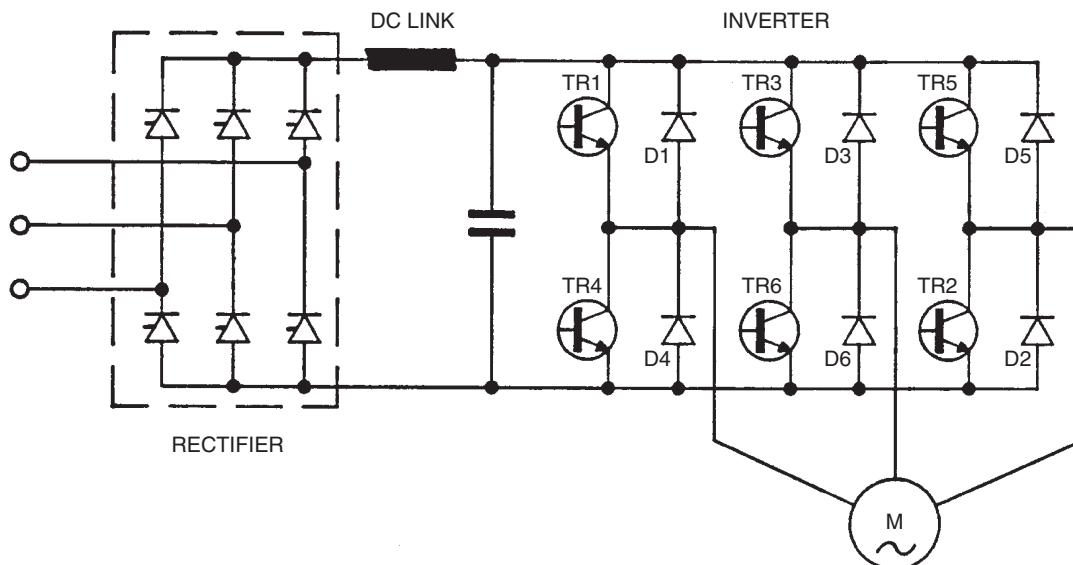 DC LINK
INVERTER
TR1
TR3
TR5
D1
D3
D5
TR4
TR6
TR2
D4
D6
D2
RECTIFIER
M